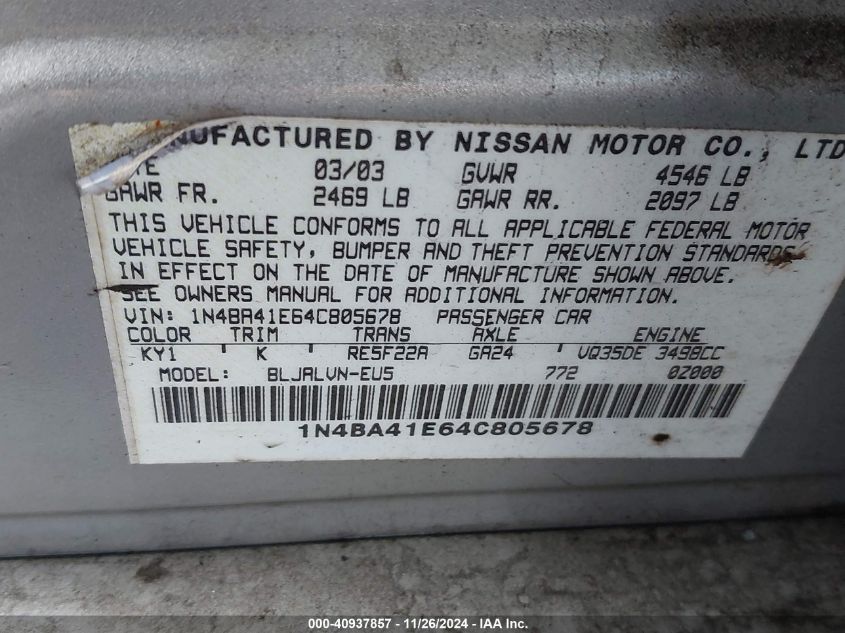 MANUFACTURED BY NISSAN MOTOR CO., LTD
03/03 GVWR 4546 LB
GAWR FR. 2469 LB GAWR RR. 2097 LB
THIS VEHICLE CONFORMS TO ALL APPLICABLE FEDERAL MOTOR
VEHICLE SAFETY, BUMPER AND THEFT PREVENTION STANDARDS
IN EFFECT ON THE DATE OF MANUFACTURE SHOWN ABOVE.
SEE OWNERS MANUAL FOR ADDITIONAL INFORMATION.
VIN: 1N4BA41E64C805678 PASSENGER CAR
COLOR TRIM TRANS AXLE ENGINE
KY1 K RE5F22A GA24 VQ35DE 3498CC
MODEL: BLJALVN-EU5 772 0Z000
1N4BA41E64C805678
000-40937857 - 11/26/2024 - IAA Inc.